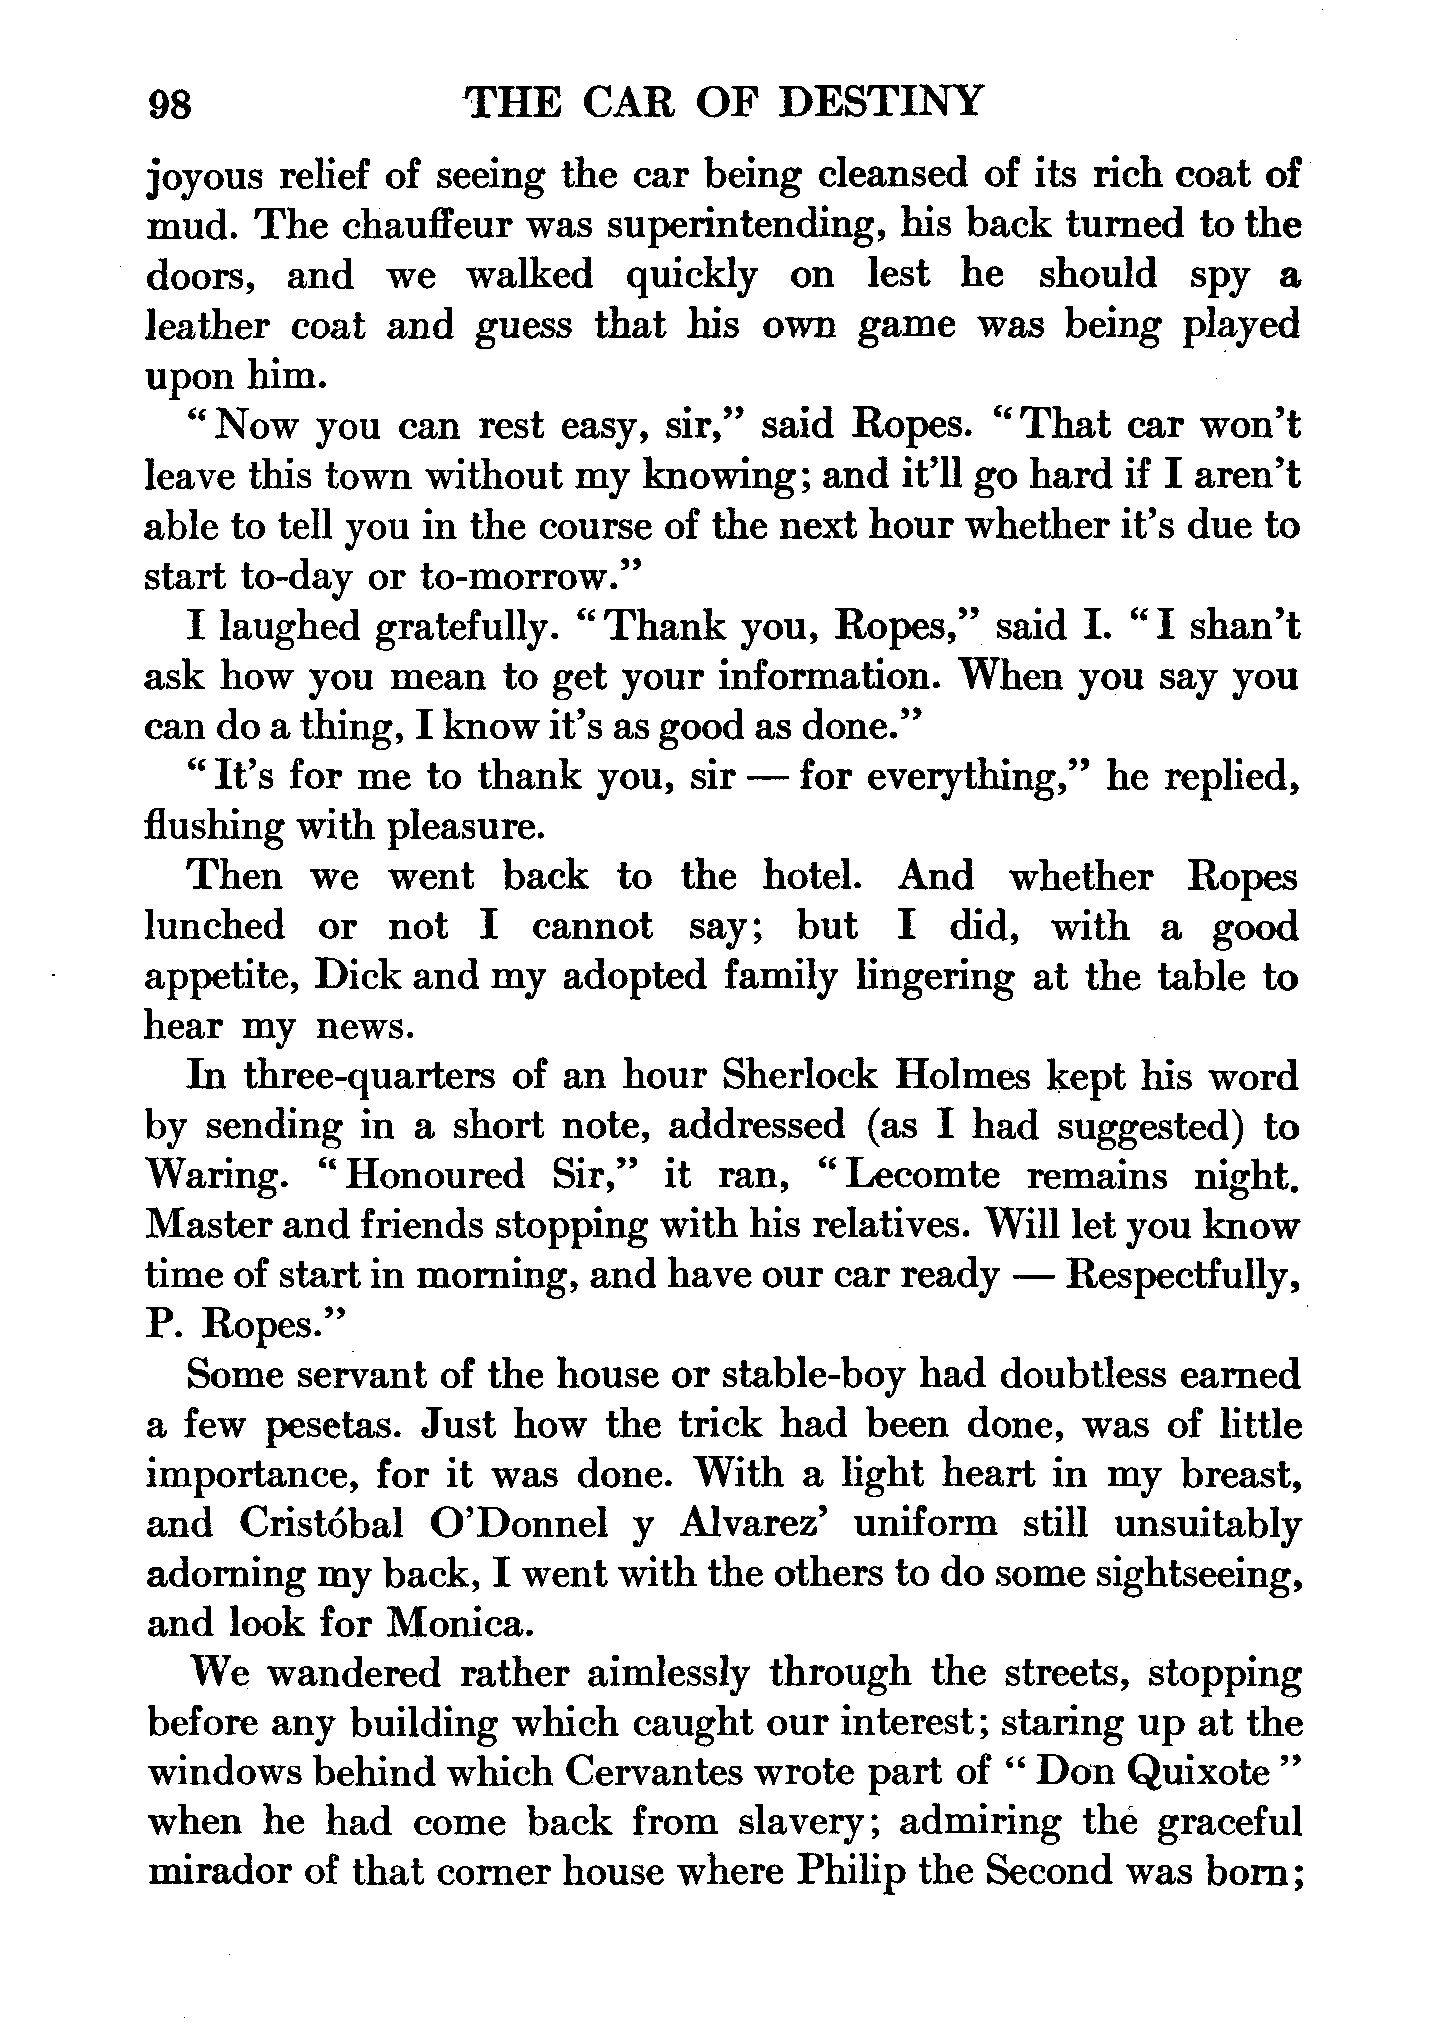 98 THE CAR OF DESTINY
joyous relief of seeing the car being cleansed of its rich coat of
mud. The chauffeur was superintending, his back turned to the
doors, and we walked quickly on lest he should spy a
leather coat and guess that his own game was being played
upon him.
"Now you can rest easy, sir," said Ropes. "That car won't
leave this town without my knowing; and it'll go hard if I aren't
able to tell you in the course of the next hour whether it's due to
start to-day or to-morrow."
I laughed gratefully. "Thank you, Ropes," said I. "I shan't
ask how you mean to get your information. When you say you
can do a thing, I know it's as good as done."
"It's for me to thank you, sir — for everything," he replied,
flushing with pleasure.
Then we went back to the hotel. And whether Ropes
lunched or not I cannot say; but I did, with a good
appetite, Dick and my adopted family lingering at the table to
hear my news.
In three-quarters of an hour Sherlock Holmes kept his word
by sending in a short note, addressed (as I had suggested) to
Waring. "Honoured Sir," it ran, "Lecomte remains night.
Master and friends stopping with his relatives. Will let you know
time of start in morning, and have our car ready — Respectfully,
P. Ropes."
Some servant of the house or stable-boy had doubtless earned
a few pesetas. Just how the trick had been done, was of little
importance, for it was done. With a light heart in my breast,
and Cristóbal O'Donnel y Alvarez' uniform still unsuitably
adorning my back, I went with the others to do some sightseeing,
and look for Monica.
We wandered rather aimlessly through the streets, stopping
before any building which caught our interest; staring up at the
windows behind which Cervantes wrote part of "Don Quixote"
when he had come back from slavery; admiring the graceful
mirador of that corner house where Philip the Second was born;